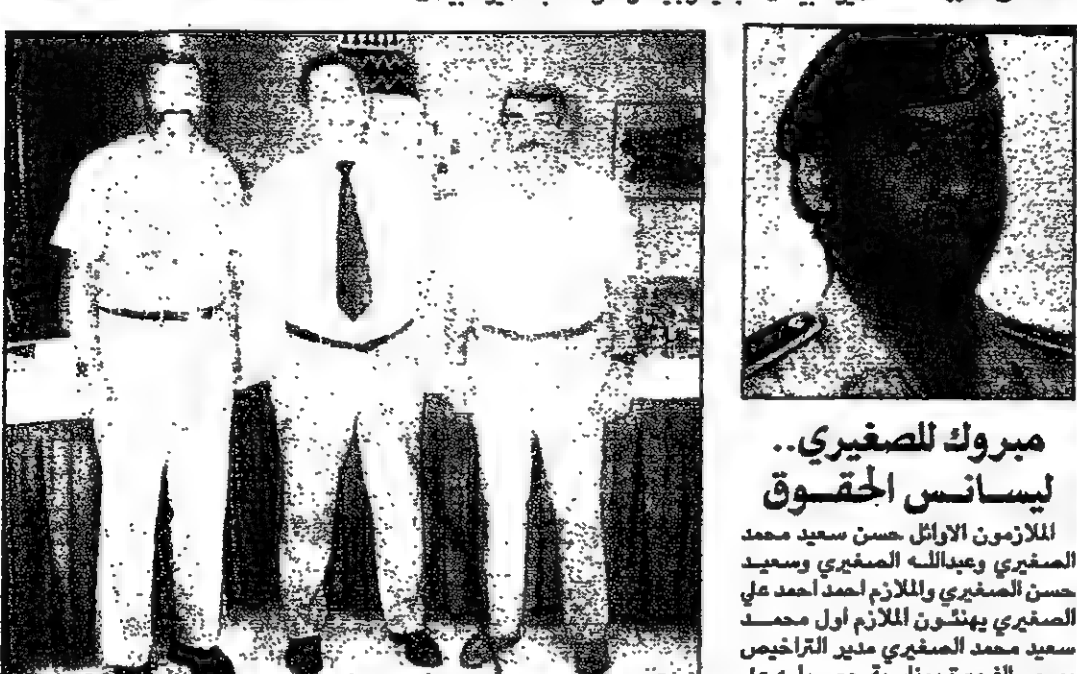 مبروك للصغيري..
ليسانس الحقوق
الملازمون الاوائل حسن سعيد محمد
الصغيري وعبدالله الصغيري وسعيد
حسن الصغيري والملازم احمد احمد علي
الصغيري يهنئون الملازم اول محمد
سعيد محمد الصغيري مدير التراخيص